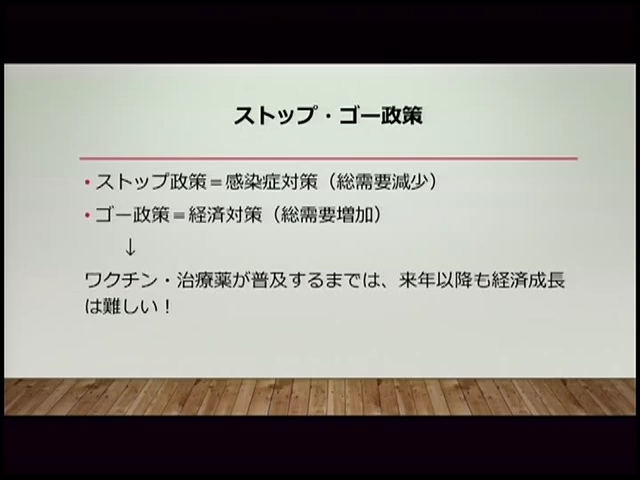 ストップ・ゴー政策
・ストップ政策＝感染症対策（総需要減少）
・ゴー政策＝経済対策（総需要増加）
↓
ワクチン・治療薬が普及するまでは、来年以降も経済成長
は難しい！